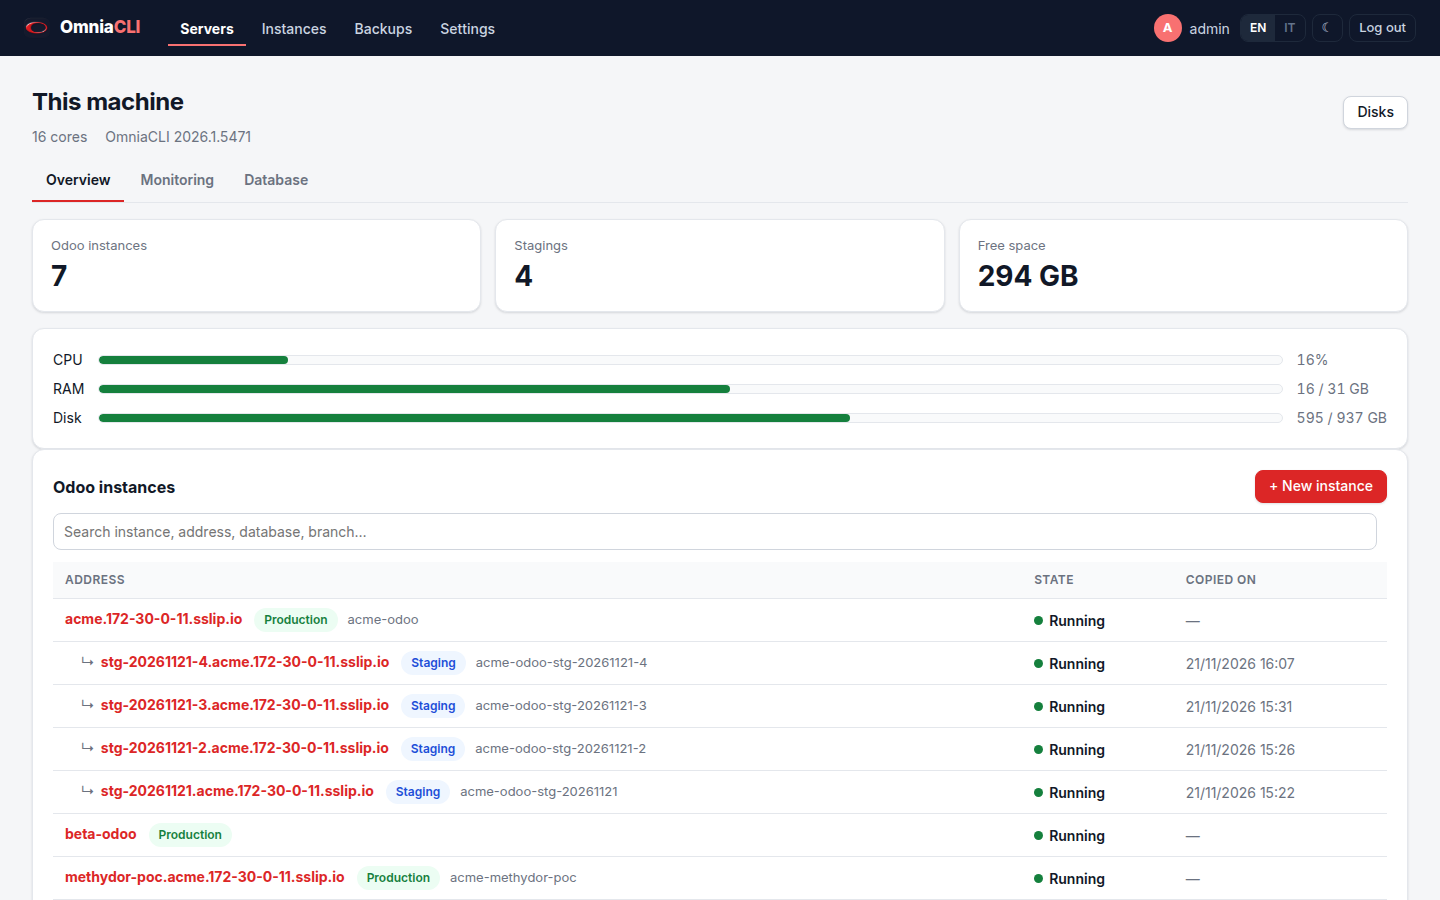 OmniaCLI
Servers
Instances
Backups
Settings
A
admin
EN
IT
Log out
This machine
Disks
16 cores
OmniaCLI 2026.1.5471
Overview
Monitoring
Database
Odoo instances
7
Stagings
4
Free space
294 GB
CPU
16%
RAM
16 / 31 GB
Disk
595 / 937 GB
Odoo instances
+ New instance
Search instance, address, database, branch...
ADDRESS STATE COPIED ON
acme.172-30-0-11.sslip.io Production acme-odoo Running —
↳ stg-20261121-4.acme.172-30-0-11.sslip.io Staging acme-odoo-stg-20261121-4 Running 21/11/2026 16:07
↳ stg-20261121-3.acme.172-30-0-11.sslip.io Staging acme-odoo-stg-20261121-3 Running 21/11/2026 15:31
↳ stg-20261121-2.acme.172-30-0-11.sslip.io Staging acme-odoo-stg-20261121-2 Running 21/11/2026 15:26
↳ stg-20261121.acme.172-30-0-11.sslip.io Staging acme-odoo-stg-20261121 Running 21/11/2026 15:22
beta-odoo Production Running —
methydor-poc.acme.172-30-0-11.sslip.io Production acme-methydor-poc Running —